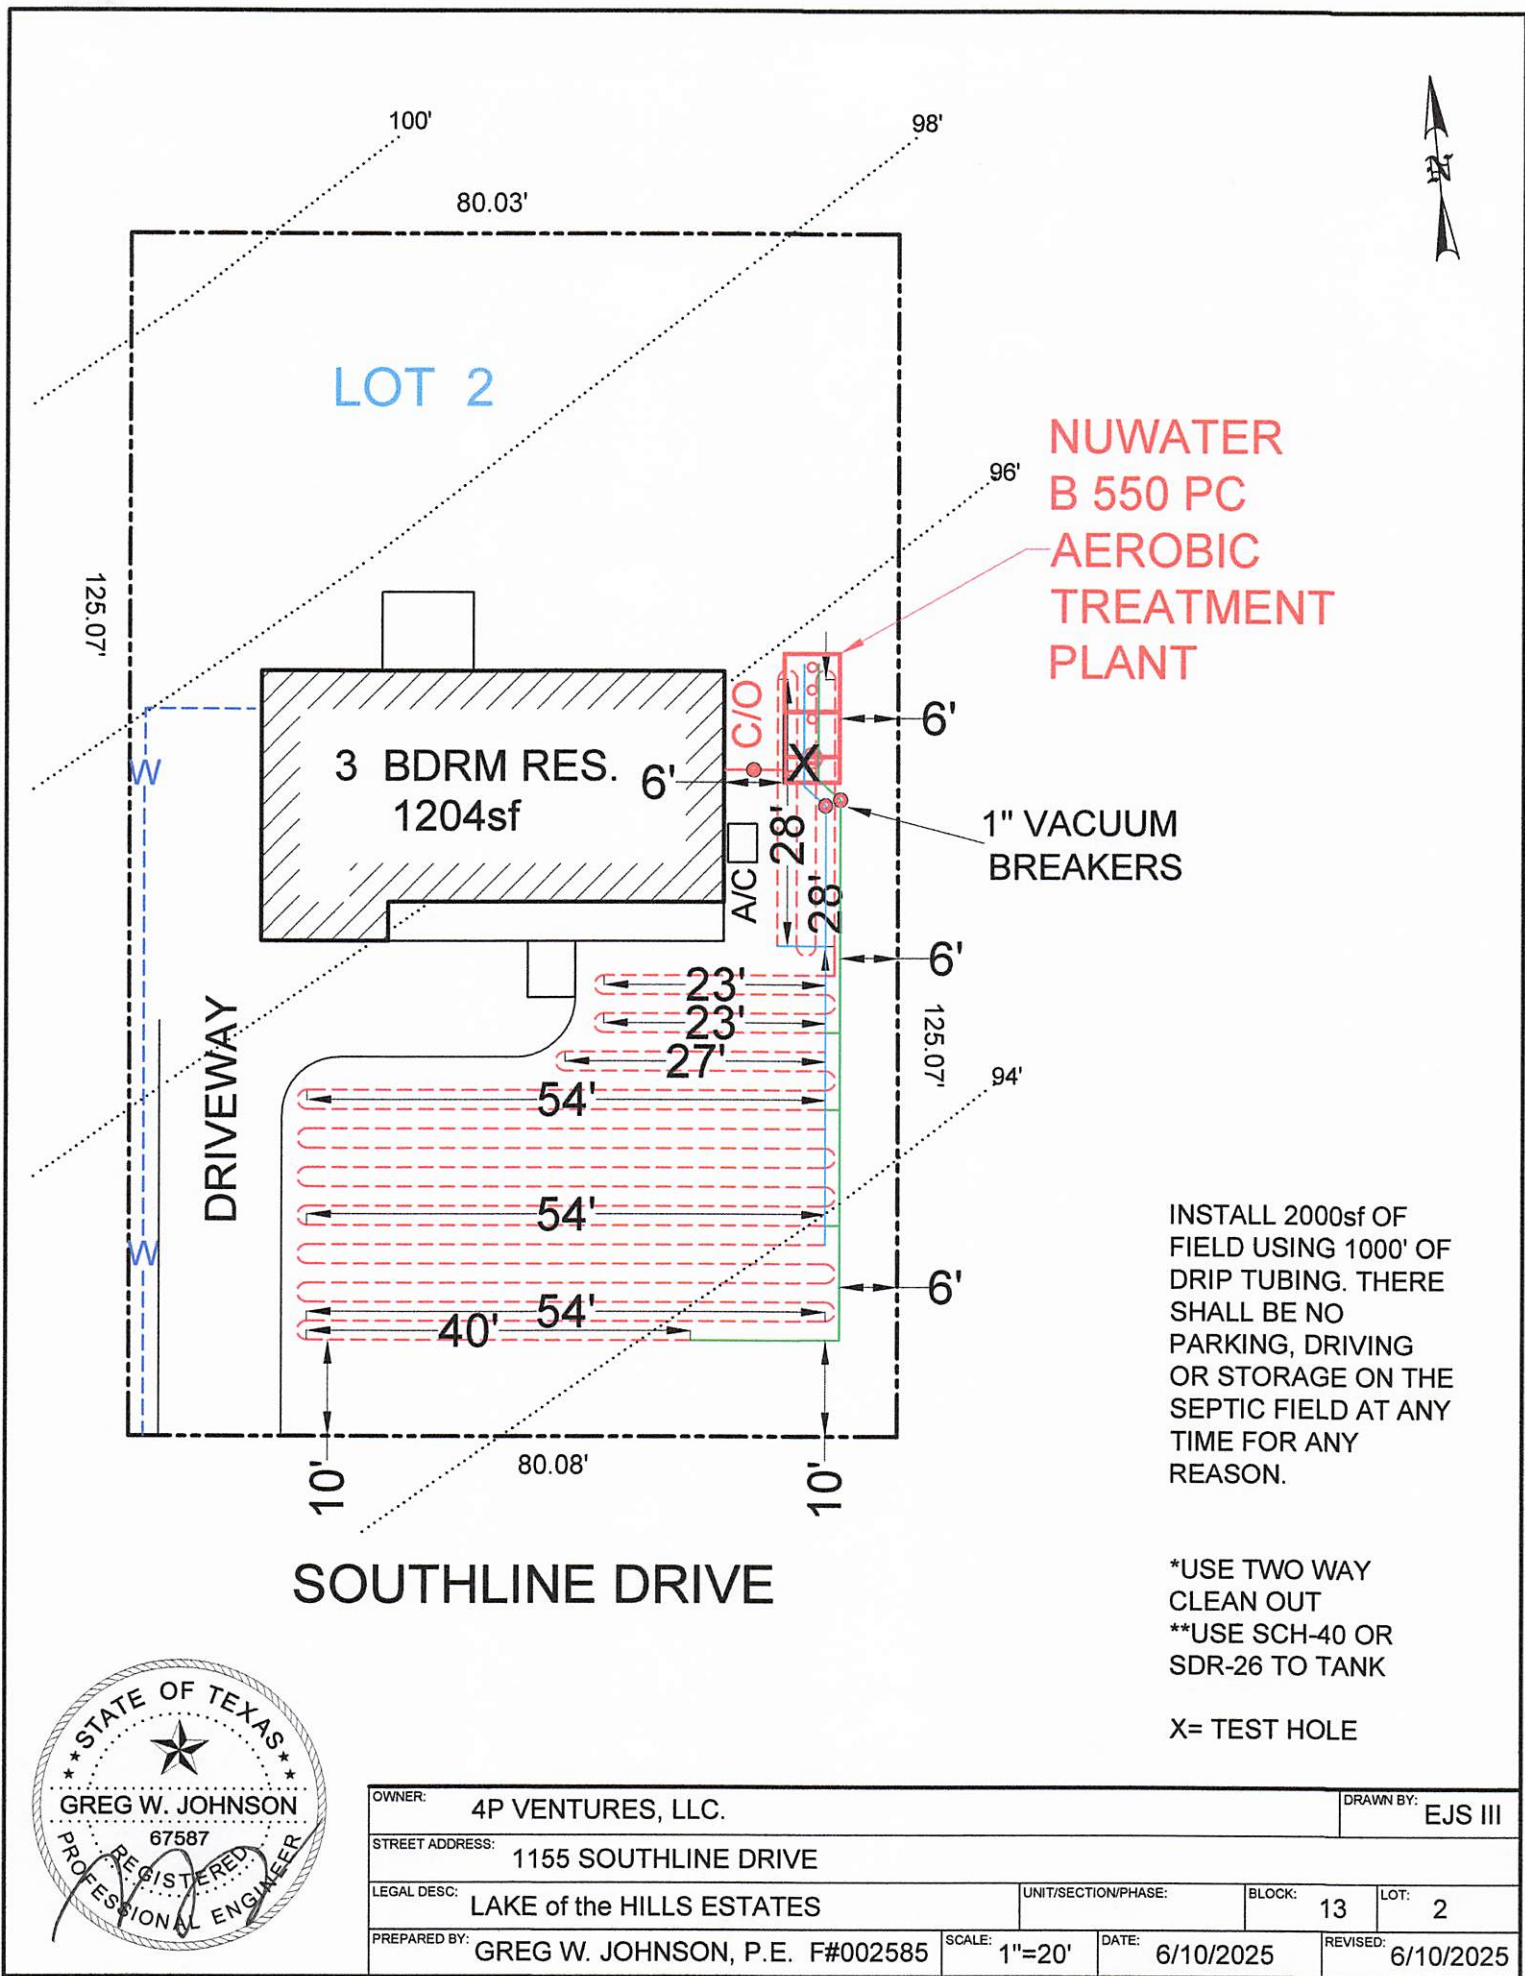 100'
98'
80.03'
N
LOT 2
NUWATER
B 550 PC
AEROBIC
TREATMENT
PLANT
96'
125.07'
C/O
6'
3 BDRM RES.
1204sf
6'
X
W
28'
28'
1" VACUUM
BREAKERS
A/C
6'
23'
23'
27'
125.07'
94'
54'
DRIVEWAY
54'
W
6'
54'
40'
10'
80.08'
10'
SOUTHLINE DRIVE
INSTALL 2000sf OF
FIELD USING 1000' OF
DRIP TUBING. THERE
SHALL BE NO
PARKING, DRIVING
OR STORAGE ON THE
SEPTIC FIELD AT ANY
TIME FOR ANY
REASON.
*USE TWO WAY
CLEAN OUT
**USE SCH-40 OR
SDR-26 TO TANK
X= TEST HOLE
STATE OF TEXAS
GREG W. JOHNSON
67587
REGISTERED
PROFESSIONAL ENGINEER
OWNER: 4P VENTURES, LLC.
DRAWN BY: EJS III
STREET ADDRESS: 1155 SOUTHLINE DRIVE
LEGAL DESC: LAKE of the HILLS ESTATES
UNIT/SECTION/PHASE:
BLOCK: 13
LOT: 2
PREPARED BY: GREG W. JOHNSON, P.E. F#002585
SCALE: 1"=20'
DATE: 6/10/2025
REVISED: 6/10/2025